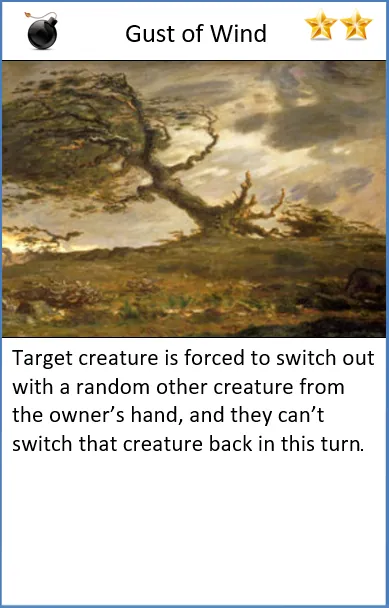 Gust of Wind
Target creature is forced to switch out
with a random other creature from
the owner’s hand, and they can’t
switch that creature back in this turn.